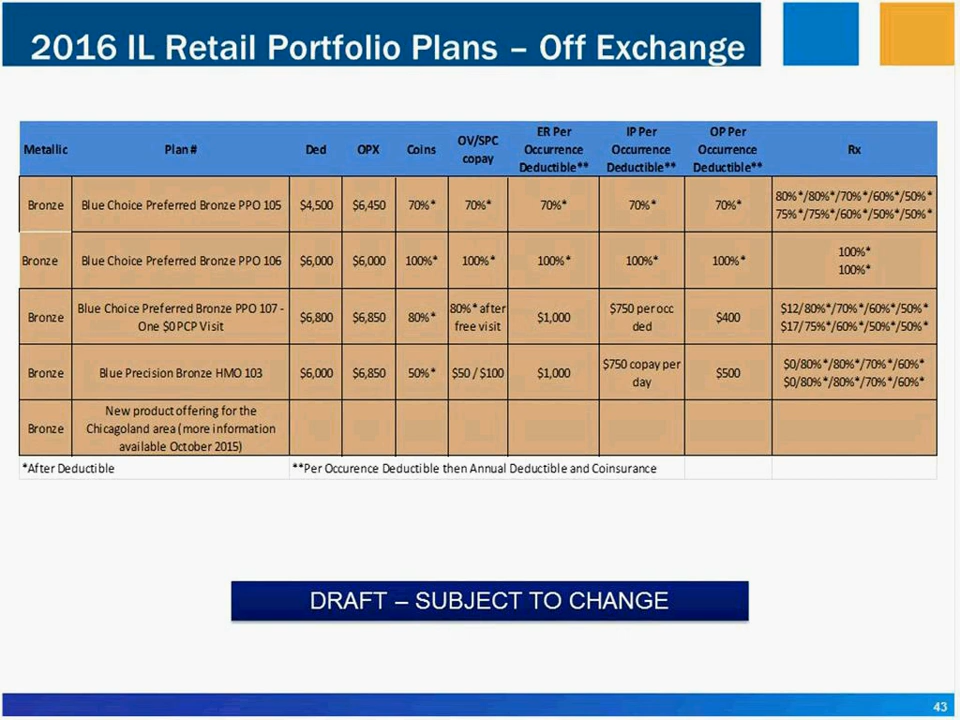 2016 IL Retail Portfolio Plans – Off Exchange
Metallic Plan # Ded OPX Coins OV/SPC copay ER Per Occurrence Deductible** IP Per Occurrence Deductible** OP Per Occurrence Deductible** Rx
Bronze Blue Choice Preferred Bronze PPO 105 $4,500 $6,450 70%* 70%* 70%* 70%* 70%* 80%*/80%*/70%*/60%*/50%*
75%*/75%*/60%*/50%*/50%*
Bronze Blue Choice Preferred Bronze PPO 106 $6,000 $6,000 100%* 100%* 100%* 100%* 100%* 100%*
100%*
Bronze Blue Choice Preferred Bronze PPO 107 - One $0 PCP Visit $6,800 $6,850 80%* 80%* after free visit $1,000 $750 per occ ded $400 $12/80%*/70%*/60%*/50%*
$17/75%*/60%*/50%*/50%*
Bronze Blue Precision Bronze HMO 103 $6,000 $6,850 50%* $50 / $100 $1,000 $750 copay per day $500 $0/80%*/80%*/70%*/60%*
$0/80%*/80%*/70%*/60%*
Bronze New product offering for the Chicagoland area (more information available October 2015)
*After Deductible **Per Occurence Deductible then Annual Deductible and Coinsurance
DRAFT – SUBJECT TO CHANGE
43